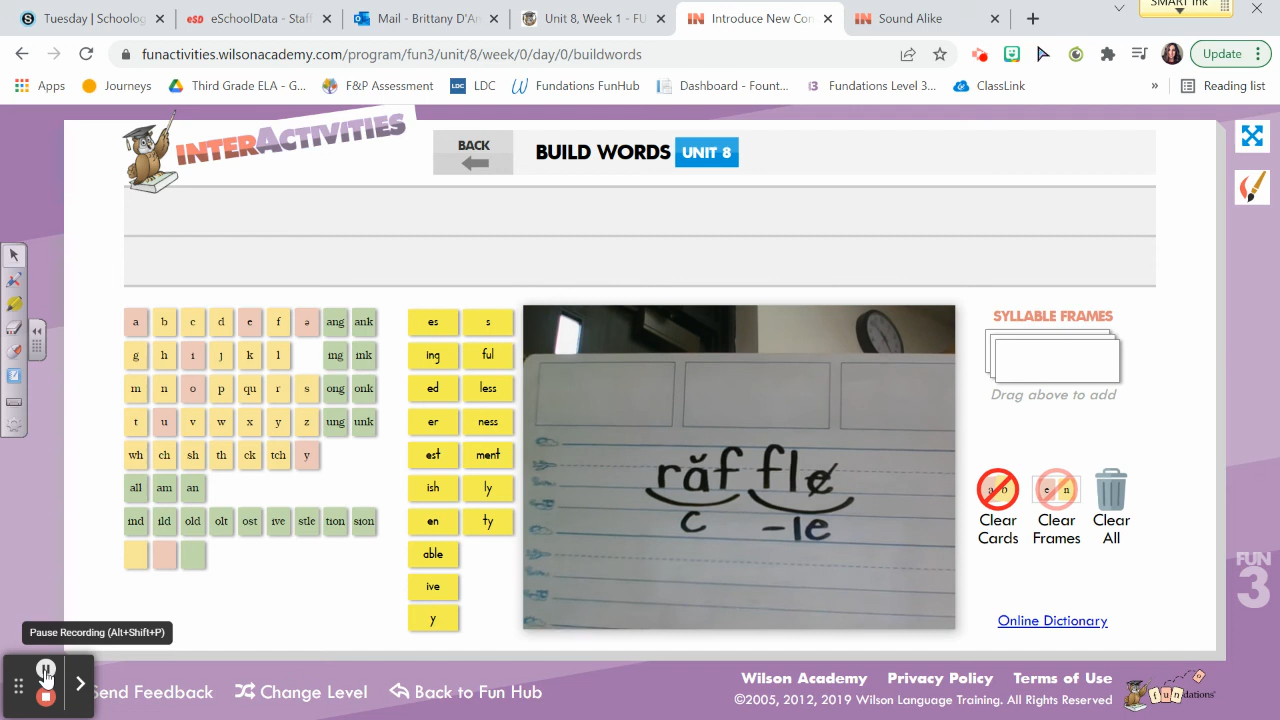 Tuesday | Schoolog
eSchoolData - Staff
Mail - Brittany D'An
Unit 8, Week 1 - FU
Introduce New Con
Sound Alike
SMART Ink
funactivities.wilsonacademy.com/program/fun3/unit/8/week/0/day/0/buildwords
Update
Apps
Journeys
Third Grade ELA - G...
F&P Assessment
LDC
Fundations FunHub
Dashboard - Fount...
Fundations Level 3...
ClassLink
Reading list
INTERACTIVITIES
BACK
BUILD WORDS UNIT 8
a b c d e f ə ang ank
g h i j k l ing ink
m n o p qu r s ong onk
t u v w x y z ung unk
wh ch sh th ck tch y
all am an
ind ild old olt ost ive stle tion sion
es s
ing ful
ed less
er ness
est ment
ish ly
en ty
able
ive
y
răf fle
c -le
SYLLABLE FRAMES
Drag above to add
Clear Cards
Clear Frames
Clear All
Online Dictionary
FUN 3
Pause Recording (Alt+Shift+P)
Send Feedback
Change Level
Back to Fun Hub
Wilson Academy Privacy Policy Terms of Use
©2005, 2012, 2019 Wilson Language Training. All Rights Reserved
fundations